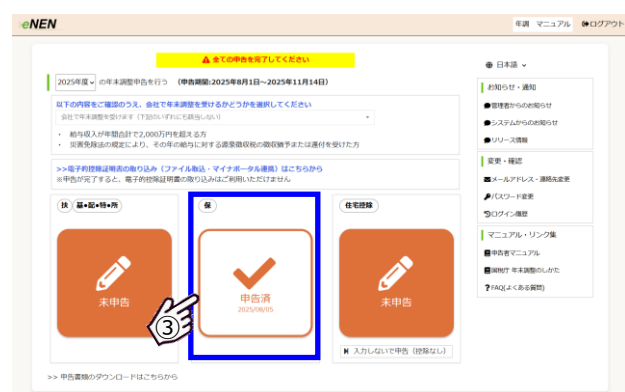 eNEN
年調 マニュアル ログアウト
全ての申告を完了してください
2025年度 の年末調整申告を行う (申告期間:2025年8月1日～2025年11月14日)
以下の内容をご確認のうえ、会社で年末調整を受けるかどうかを選択してください
会社で年末調整を受けます（下記のいずれにも該当しない）
・ 給与収入が年間合計で2,000万円を超える方
・ 災害免除法の規定により、その年の給与に対する源泉徴収税の徴収猶予または還付を受けた方
>>電子的控除証明書の取り込み（ファイル取込・マイナポータル連携）はこちらから
※申告が完了すると、電子的控除証明書の取り込みはご利用いただけません
扶 基•配•特•所
未申告
保
申告済
2025/08/05
③
住宅控除
未申告
入力しないで申告（控除なし）
>> 申告書類のダウンロードはこちらから
日本語
お知らせ・通知
管理者からのお知らせ
システムからのお知らせ
リリース情報
変更・確認
メールアドレス・連絡先変更
パスワード変更
ログイン履歴
マニュアル・リンク集
申告者マニュアル
国税庁 年末調整のしかた
FAQ(よくある質問)